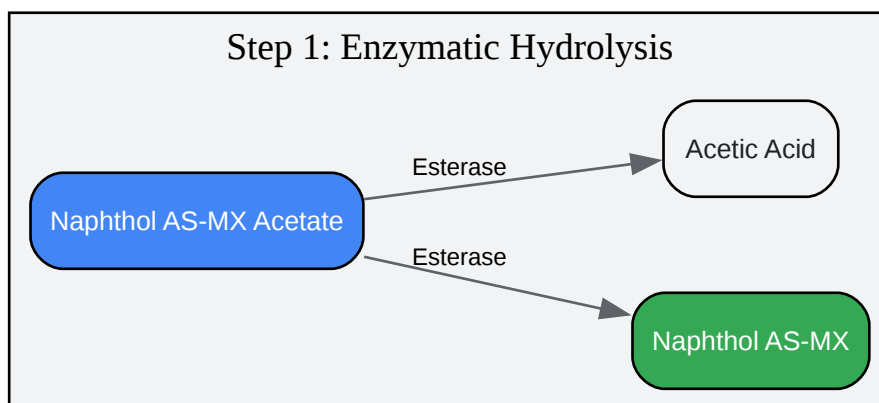 Step 1: Enzymatic Hydrolysis
Esterase
Acetic Acid
Naphthol AS-MX Acetate
Esterase
Naphthol AS-MX